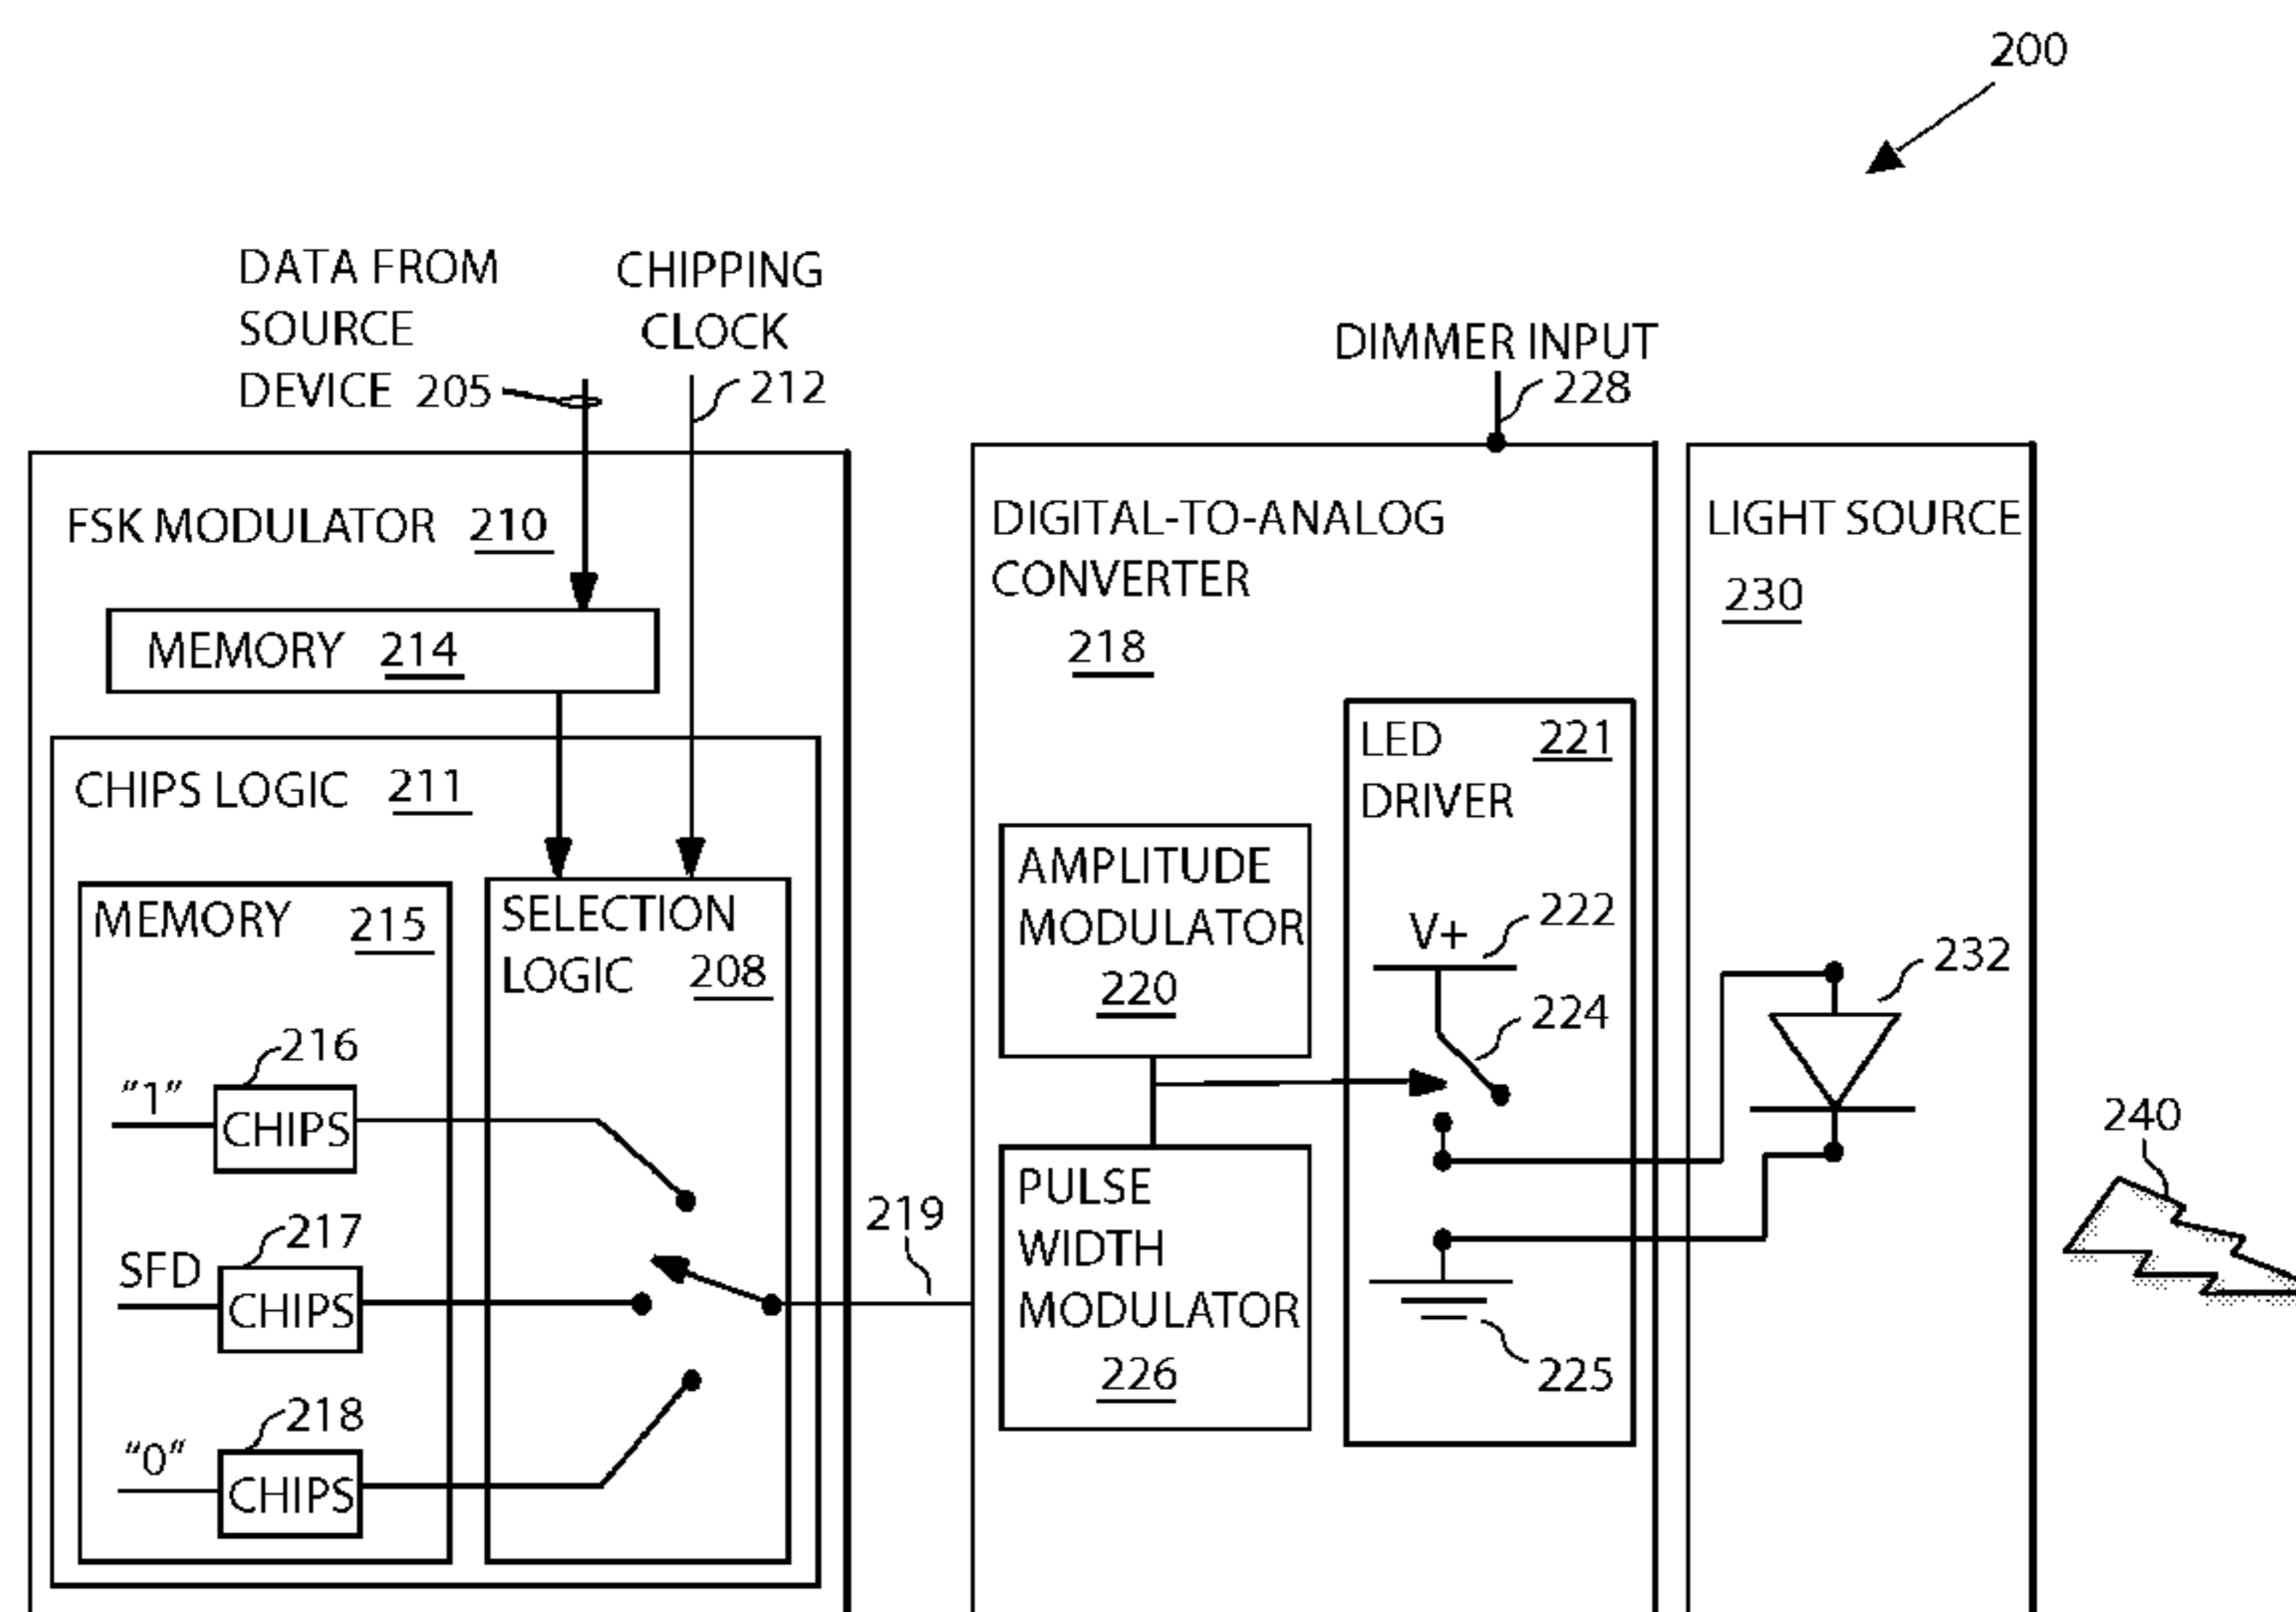 200
DATA FROM
SOURCE
DEVICE 205
CHIPPING
CLOCK
212
DIMMER INPUT
228
FSK MODULATOR 210
MEMORY 214
CHIPS LOGIC 211
MEMORY 215
"1"
216
CHIPS
SFD
217
CHIPS
"0"
218
CHIPS
SELECTION
LOGIC 208
219
DIGITAL-TO-ANALOG
CONVERTER
218
AMPLITUDE
MODULATOR
220
PULSE
WIDTH
MODULATOR
226
LED 221
DRIVER
V+
222
224
225
LIGHT SOURCE
230
232
240